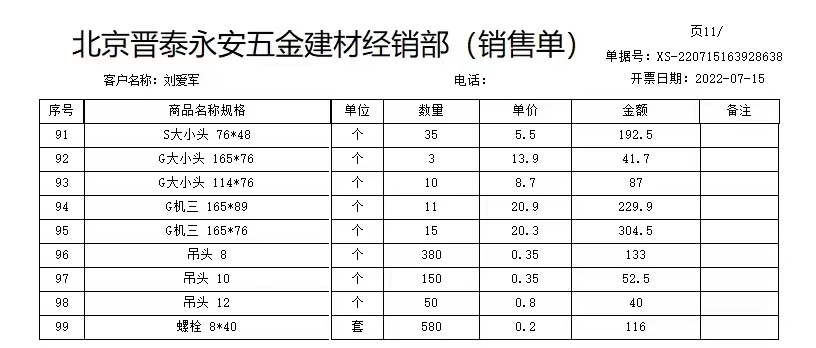 北京晋泰永安五金建材经销部（销售单）
页11/
单据号: XS-220715163928638
客户名称: 刘爱军 电话: 开票日期: 2022-07-15
序号 商品名称规格 单位 数量 单价 金额 备注
91 S大小头 76*48 个 35 5.5 192.5
92 G大小头 165*76 个 3 13.9 41.7
93 G大小头 114*76 个 10 8.7 87
94 G机三 165*89 个 11 20.9 229.9
95 G机三 165*76 个 15 20.3 304.5
96 吊头 8 个 380 0.35 133
97 吊头 10 个 150 0.35 52.5
98 吊头 12 个 50 0.8 40
99 螺栓 8*40 套 580 0.2 116